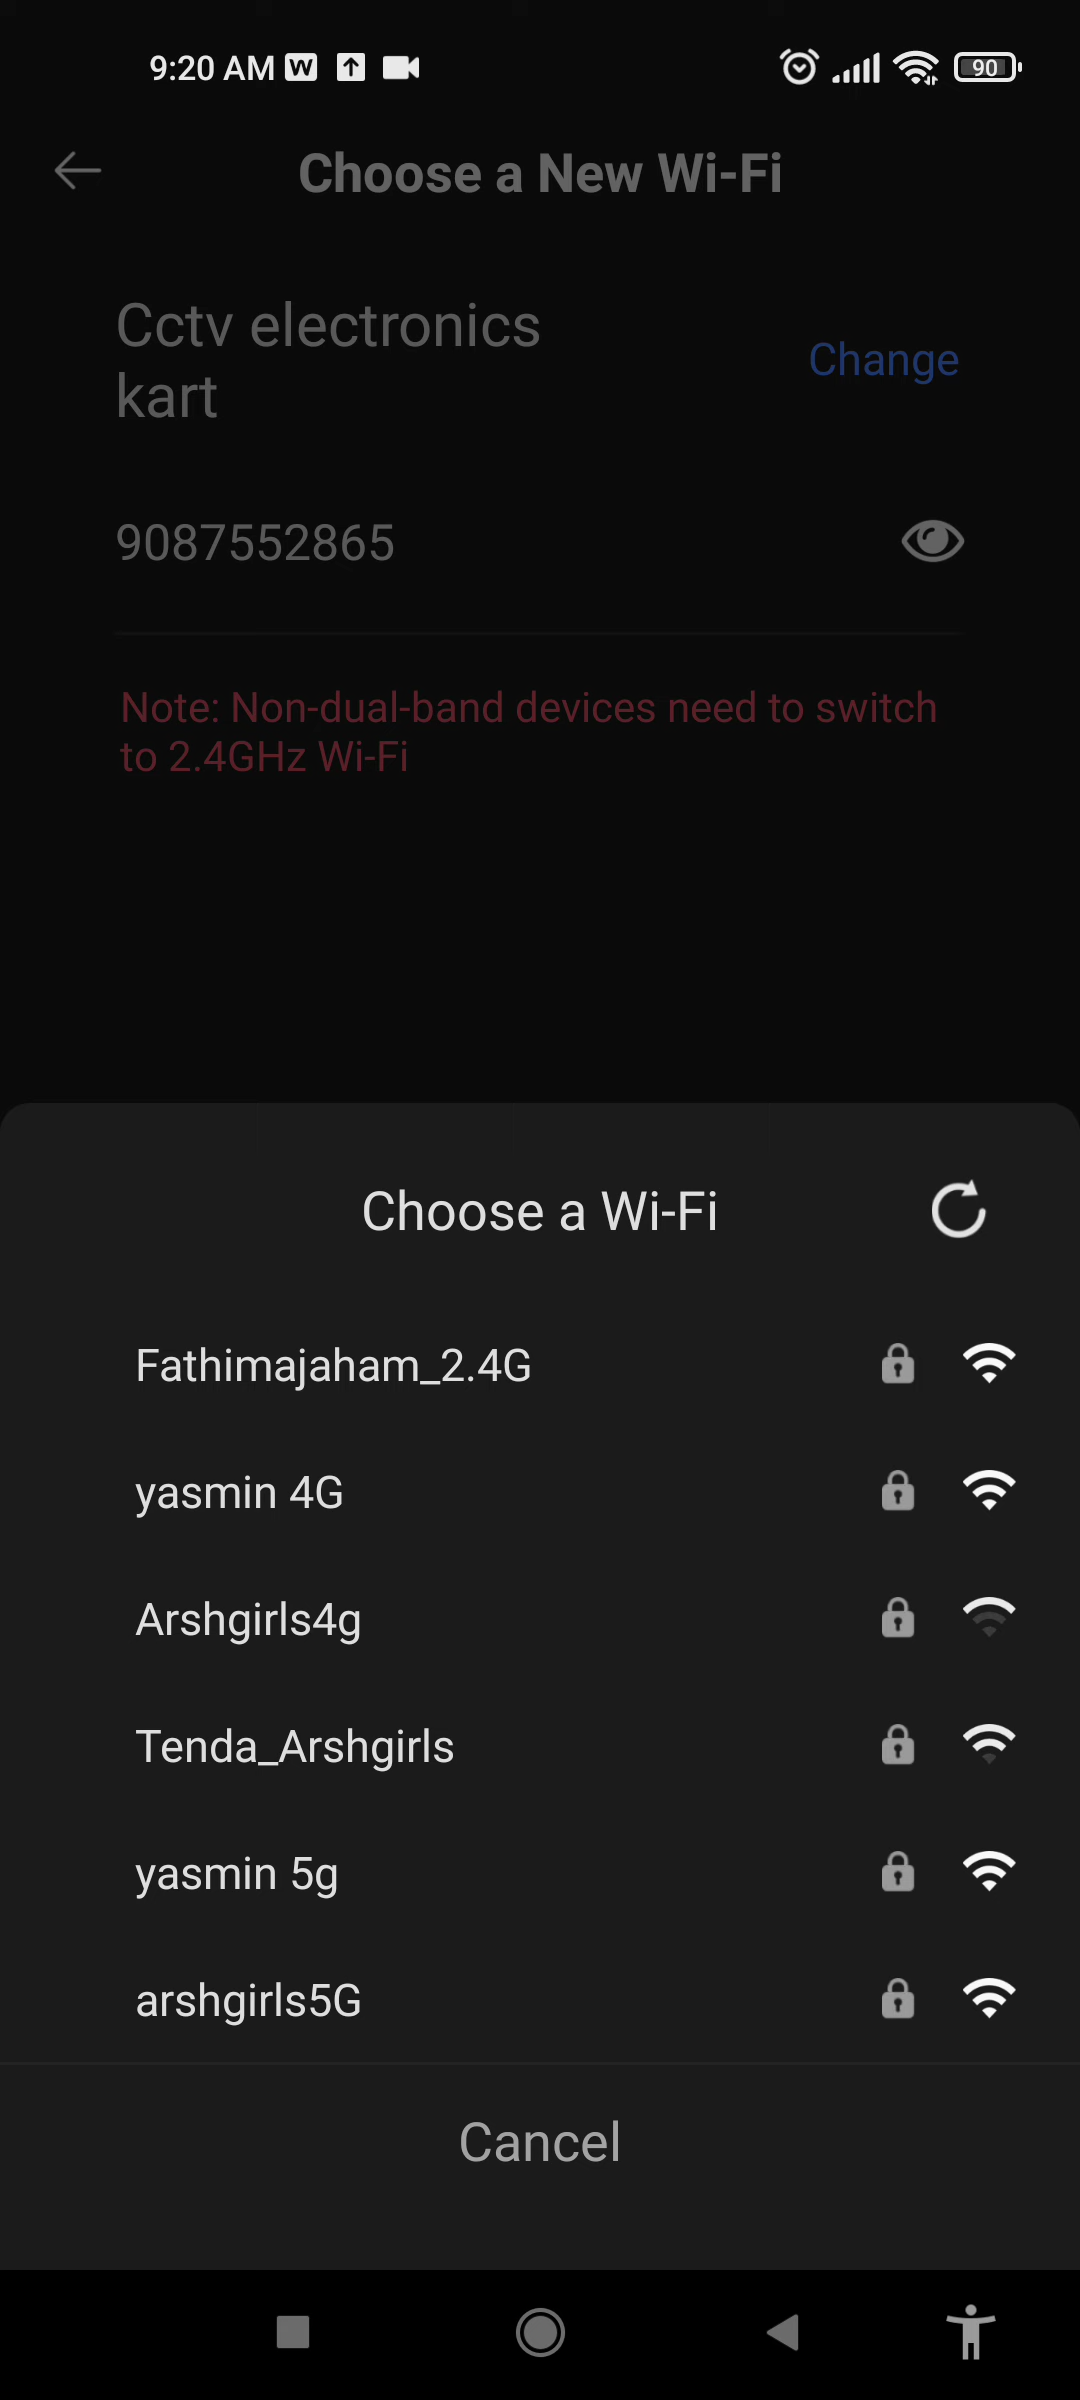 9:20 AM W 90
Choose a New Wi-Fi
Cctv electronics
kart
Change
9087552865
Note: Non-dual-band devices need to switch
to 2.4GHz Wi-Fi
Choose a Wi-Fi
Fathimajaham_2.4G
yasmin 4G
Arshgirls4g
Tenda_Arshgirls
yasmin 5g
arshgirls5G
Cancel